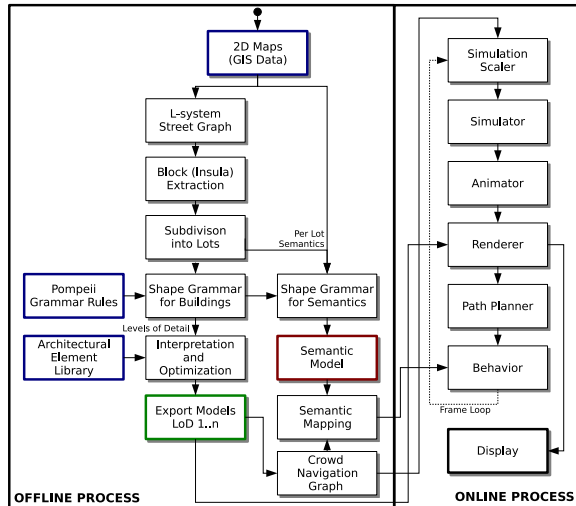 2D Maps
(GIS Data)
L-system
Street Graph
Block (Insula)
Extraction
Subdivison
into Lots
Per Lot
Semantics
Pompeii
Grammar Rules
Shape Grammar
for Buildings
Shape Grammar
for Semantics
Levels of Detail
Architectural
Element
Library
Interpretation
and
Optimization
Semantic
Model
Export Models
LoD 1..n
Semantic
Mapping
Crowd
Navigation
Graph
OFFLINE PROCESS
Simulation
Scaler
Simulator
Animator
Renderer
Path Planner
Behavior
Frame Loop
Display
ONLINE PROCESS